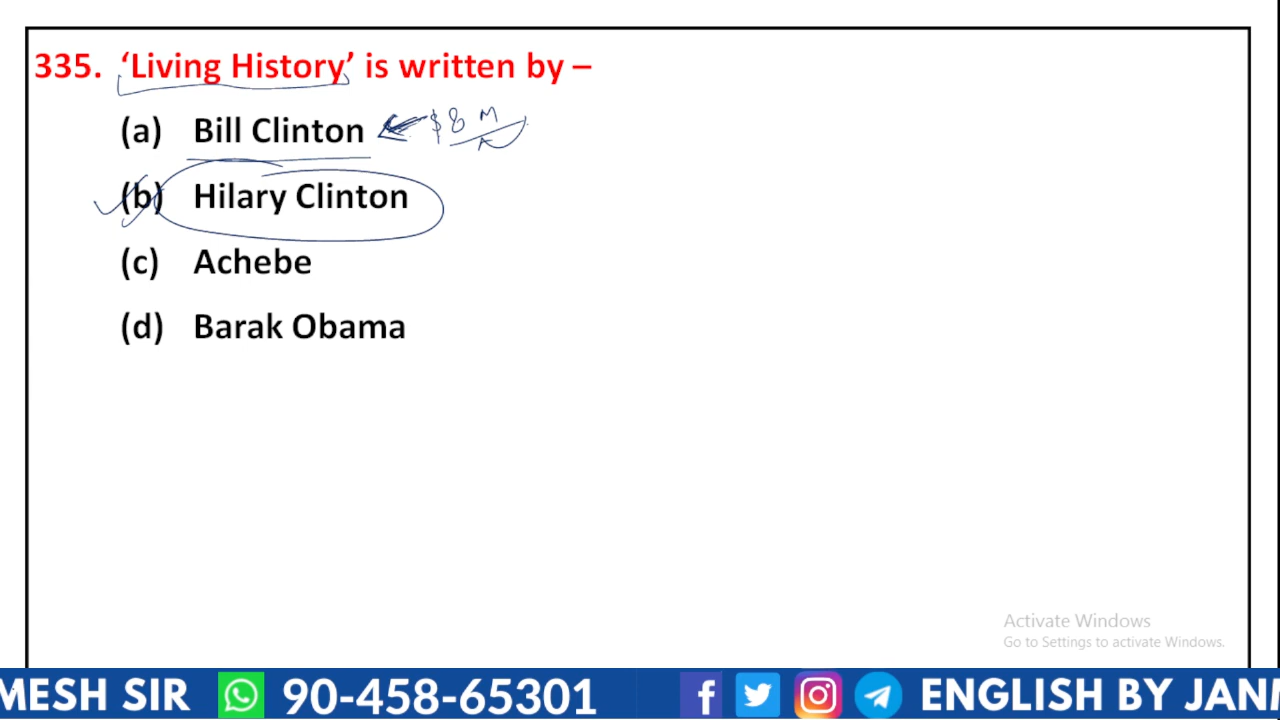 335. ‘Living History’ is written by –
(a) Bill Clinton $8 M
(b) Hilary Clinton
(c) Achebe
(d) Barak Obama
Activate Windows
Go to Settings to activate Windows.
MESH SIR 90-458-65301 ENGLISH BY JANM